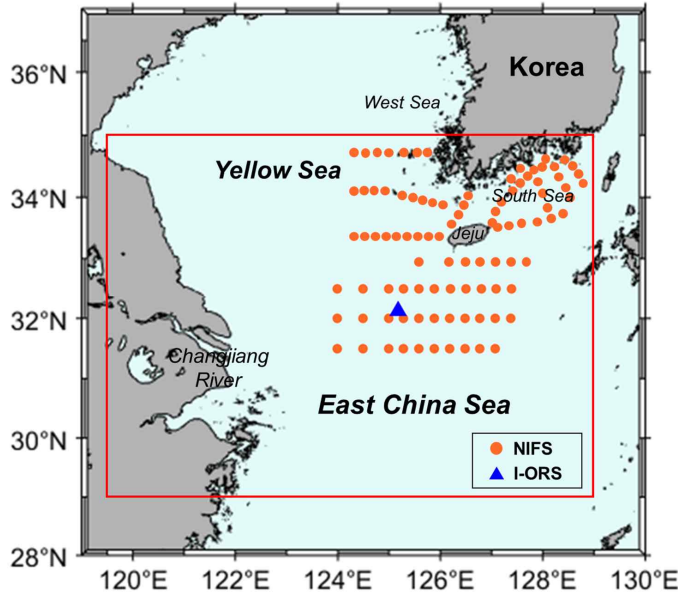 36°N
34°N
32°N
30°N
28°N
Korea
West Sea
Yellow Sea
South Sea
Jeju
Changjiang
River
East China Sea
NIFS
I-ORS
120°E
122°E
124°E
126°E
128°E
130°E